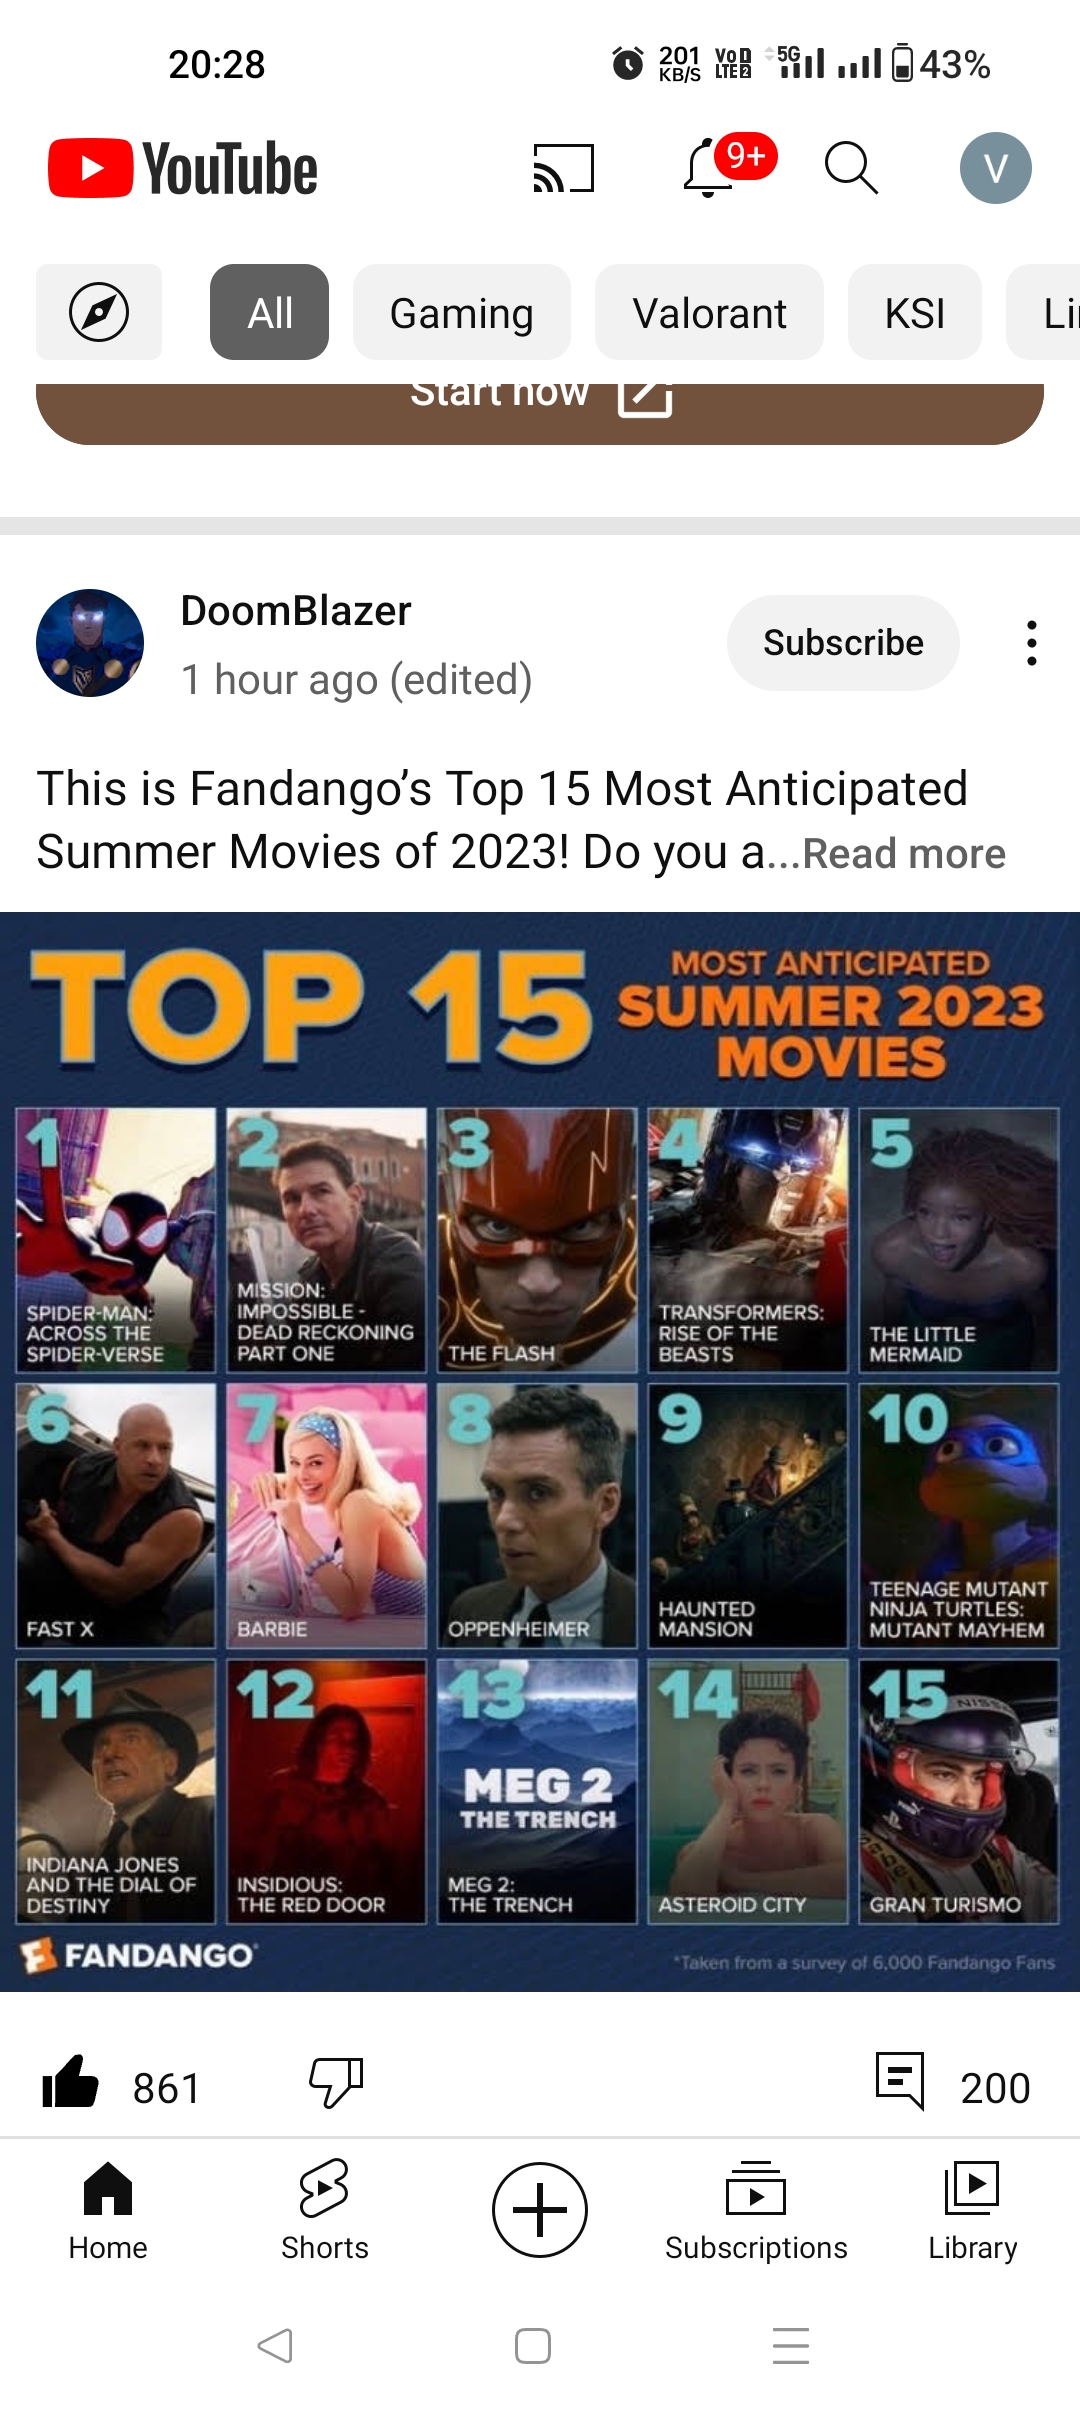 20:28
201 KB/S
Vo 1 LTE 2
5G
43%
YouTube
9+
V
All
Gaming
Valorant
KSI
Start now
DoomBlazer
Subscribe
1 hour ago (edited)
This is Fandango’s Top 15 Most Anticipated
Summer Movies of 2023! Do you a...Read more
TOP 15
MOST ANTICIPATED
SUMMER 2023
MOVIES
1
SPIDER-MAN:
ACROSS THE
SPIDER-VERSE
2
MISSION:
IMPOSSIBLE -
DEAD RECKONING
PART ONE
3
THE FLASH
4
TRANSFORMERS:
RISE OF THE
BEASTS
5
THE LITTLE
MERMAID
6
FAST X
7
BARBIE
8
OPPENHEIMER
9
HAUNTED
MANSION
10
TEENAGE MUTANT
NINJA TURTLES:
MUTANT MAYHEM
11
INDIANA JONES
AND THE DIAL OF
DESTINY
12
INSIDIOUS:
THE RED DOOR
13
MEG 2
THE TRENCH
MEG 2:
THE TRENCH
14
ASTEROID CITY
15
GRAN TURISMO
FANDANGO
*Taken from a survey of 6,000 Fandango Fans
861
200
Home
Shorts
Subscriptions
Library